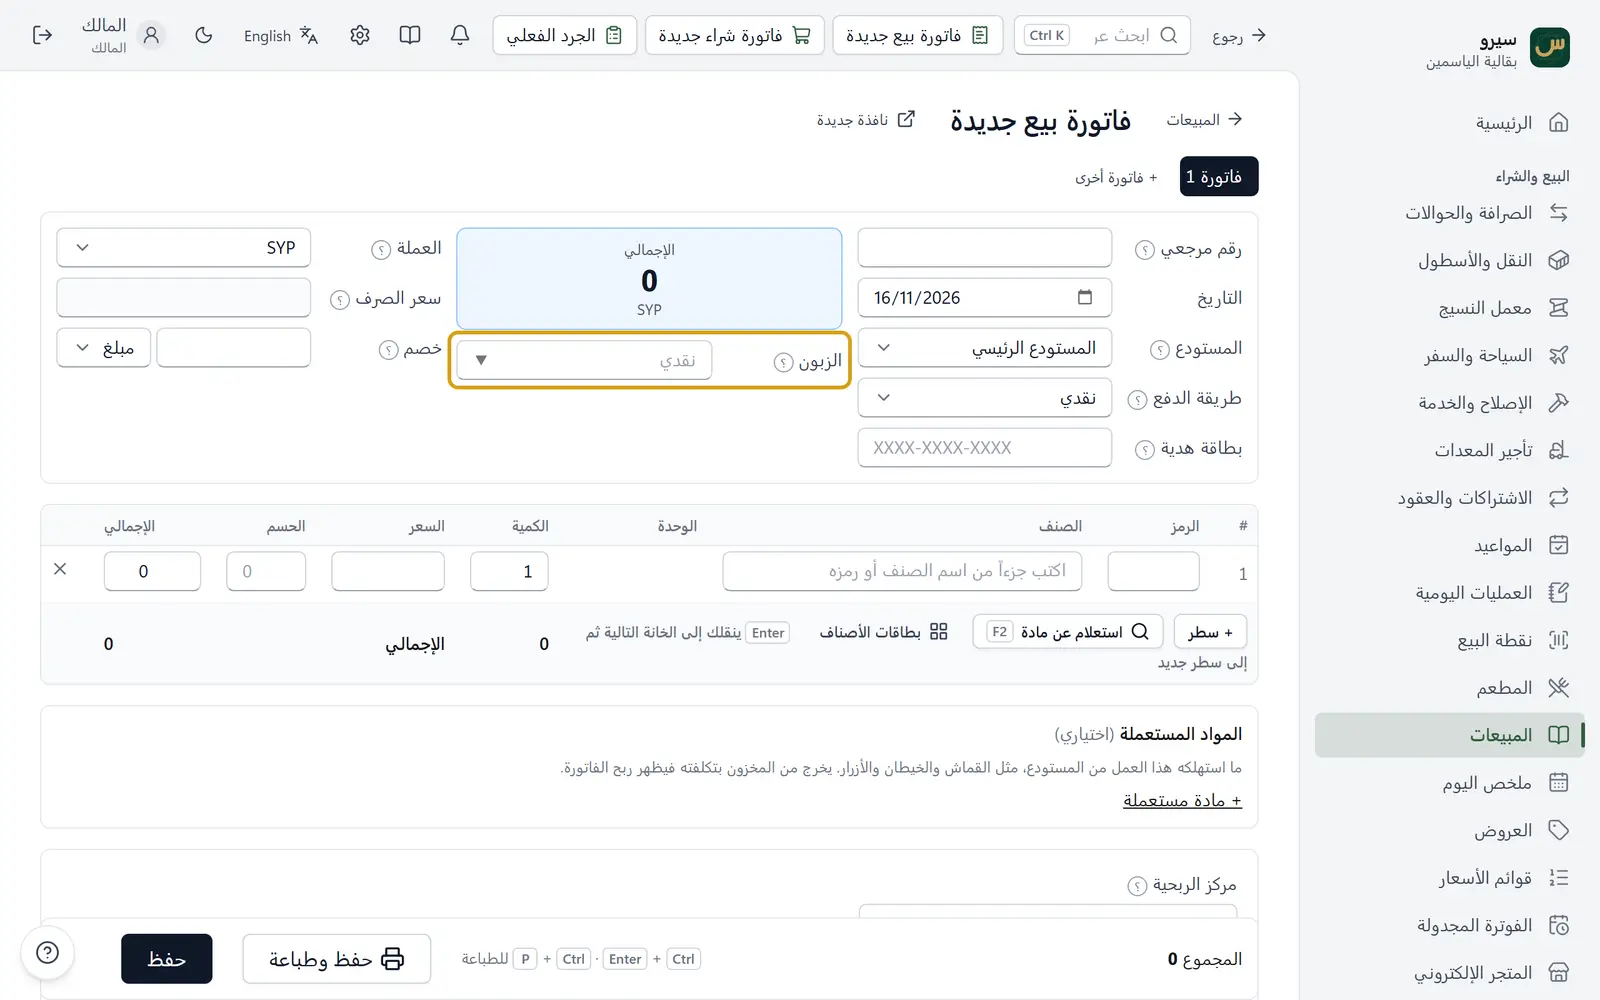 سيرو
بقالية الياسمين
رجوع
ابحث عر Ctrl K
فاتورة بيع جديدة
فاتورة شراء جديدة
الجرد الفعلي
English
المالك
المالك
الرئيسية
البيع والشراء
الصرافة والحوالات
النقل والأسطول
معمل النسيج
السياحة والسفر
الإصلاح والخدمة
تأجير المعدات
الاشتراكات والعقود
المواعيد
العمليات اليومية
نقطة البيع
المطعم
المبيعات
ملخص اليوم
العروض
قوائم الأسعار
الفوترة المجدولة
المتجر الإلكتروني
المبيعات
فاتورة بيع جديدة
نافذة جديدة
فاتورة 1
+ فاتورة أخرى
رقم مرجعي ؟
التاريخ 16/11/2026
المستودع ؟ المستودع الرئيسي
طريقة الدفع ؟ نقدي
بطاقة هدية ؟ XXXX-XXXX-XXXX
الإجمالي
0
SYP
الزبون ؟ نقدي
العملة ؟ SYP
سعر الصرف ؟
خصم ؟ مبلغ
# الرمز الصنف الوحدة الكمية السعر الحسم الإجمالي
1 اكتب جزءاً من اسم الصنف أو رمزه 1 0 0
+ سطر استعلام عن مادة F2 بطاقات الأصناف Enter ينقلك إلى الخانة التالية ثم
إلى سطر جديد
0 الإجمالي 0
المواد المستعملة (اختياري)
ما استهلكه هذا العمل من المستودع، مثل القماش والخيطان والأزرار. يخرج من المخزون بتكلفته فيظهر ربح الفاتورة.
+ مادة مستعملة
مركز الربحية ؟
المجموع 0
Ctrl + Enter · Ctrl + P للطباعة
حفظ وطباعة
حفظ